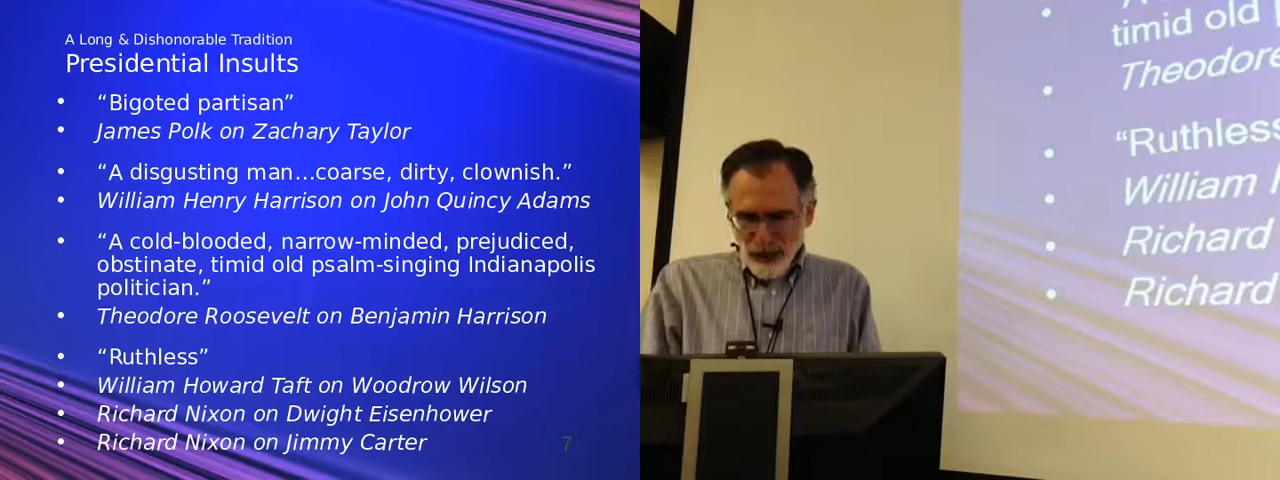 A Long & Dishonorable Tradition
Presidential Insults
• “Bigoted partisan”
• James Polk on Zachary Taylor
• “A disgusting man…coarse, dirty, clownish.”
• William Henry Harrison on John Quincy Adams
• “A cold-blooded, narrow-minded, prejudiced,
obstinate, timid old psalm-singing Indianapolis
politician.”
• Theodore Roosevelt on Benjamin Harrison
• “Ruthless”
• William Howard Taft on Woodrow Wilson
• Richard Nixon on Dwight Eisenhower
• Richard Nixon on Jimmy Carter
7
timid old
• Theodore
• “Ruthless
• William
• Richard
• Richard